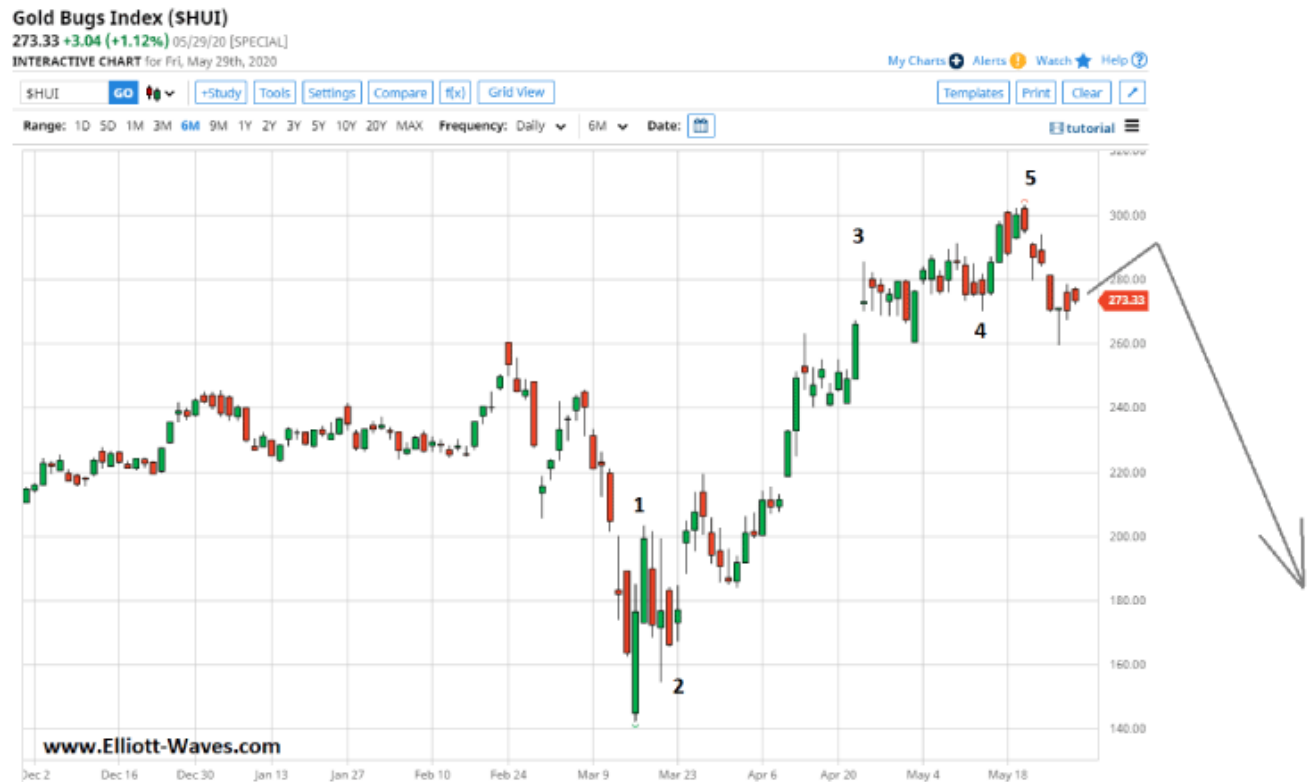 Gold Bugs Index ($HUI)
273.33 +3.04 (+1.12%) 05/29/20 [SPECIAL]
INTERACTIVE CHART for Fri, May 29th, 2020
My Charts Alerts ! Watch Help ?
$HUI GO +Study Tools Settings Compare f(x) Grid View Templates Print Clear
Range: 1D 5D 1M 3M 6M 9M 1Y 2Y 3Y 5Y 10Y 20Y MAX Frequency: Daily 6M Date: tutorial
320.00
5
300.00
3
280.00
273.33
4
260.00
240.00
220.00
1
200.00
180.00
2
160.00
140.00
www.Elliott-Waves.com
Dec 2 Dec 16 Dec 30 Jan 13 Jan 27 Feb 10 Feb 24 Mar 9 Mar 23 Apr 6 Apr 20 May 4 May 18